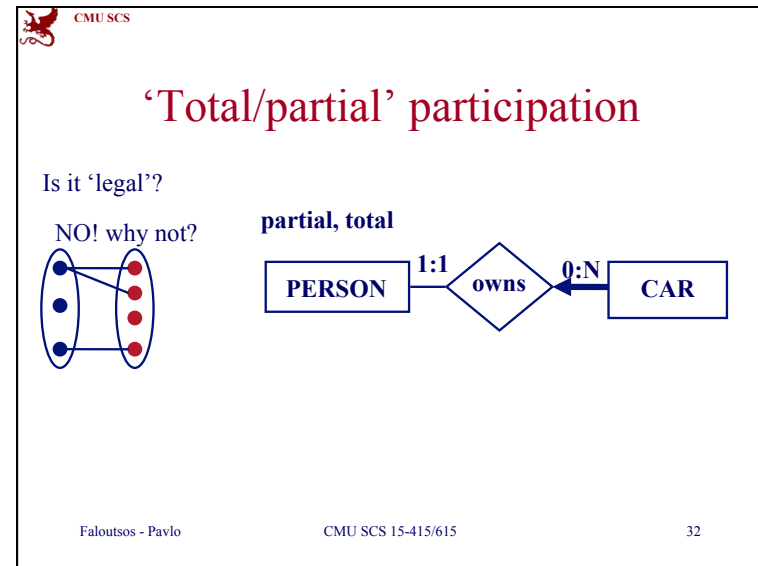 CMU SCS
‘Total/partial’ participation
Is it ‘legal’?
NO! why not?
partial, total
PERSON
1:1
owns
0:N
CAR
Faloutsos - Pavlo
CMU SCS 15-415/615
32